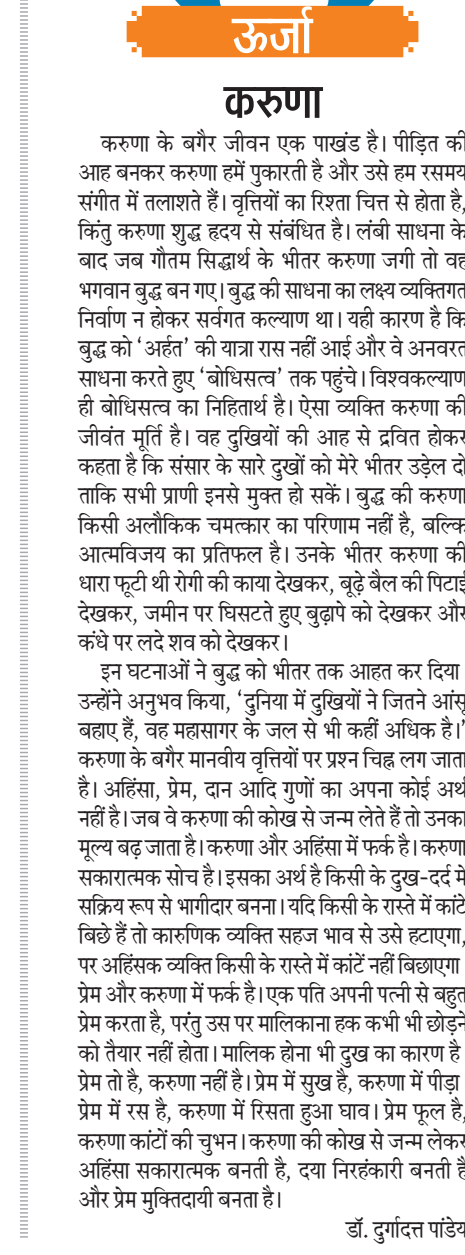 ऊर्जा
करुणा
करुणा के बगैर जीवन एक पाखंड है। पीड़ित की
आह बनकर करुणा हमें पुकारती है और उसे हम रसमय
संगीत में तलाशते हैं। वृत्तियों का रिश्ता चित्त से होता है,
किंतु करुणा शुद्ध हृदय से संबंधित है। लंबी साधना के
बाद जब गौतम सिद्धार्थ के भीतर करुणा जगी तो वह
भगवान बुद्ध बन गए। बुद्ध की साधना का लक्ष्य व्यक्तिगत
निर्वाण न होकर सर्वगत कल्याण था। यही कारण है कि
बुद्ध को ‘अर्हत’ की यात्रा रास नहीं आई और वे अनवरत
साधना करते हुए ‘बोधिसत्व’ तक पहुंचे। विश्वकल्याण
ही बोधिसत्व का निहितार्थ है। ऐसा व्यक्ति करुणा की
जीवंत मूर्ति है। वह दुखियों की आह से द्रवित होकर
कहता है कि संसार के सारे दुखों को मेरे भीतर उड़ेल दो
ताकि सभी प्राणी इनसे मुक्त हो सकें। बुद्ध की करुणा
किसी अलौकिक चमत्कार का परिणाम नहीं है, बल्कि
आत्मविजय का प्रतिफल है। उनके भीतर करुणा की
धारा फूटी थी रोगी की काया देखकर, बूढ़े बैल की पिटाई
देखकर, जमीन पर घिसटते हुए बुढ़ापे को देखकर और
कंधे पर लदे शव को देखकर।
इन घटनाओं ने बुद्ध को भीतर तक आहत कर दिया।
उन्होंने अनुभव किया, ‘दुनिया में दुखियों ने जितने आंसू
बहाए हैं, वह महासागर के जल से भी कहीं अधिक है।’
करुणा के बगैर मानवीय वृत्तियों पर प्रश्न चिह्न लग जाता
है। अहिंसा, प्रेम, दान आदि गुणों का अपना कोई अर्थ
नहीं है। जब वे करुणा की कोख से जन्म लेते हैं तो उनका
मूल्य बढ़ जाता है। करुणा और अहिंसा में फर्क है। करुणा
सकारात्मक सोच है। इसका अर्थ है किसी के दुख-दर्द में
सक्रिय रूप से भागीदार बनना। यदि किसी के रास्ते में कांटे
बिछे हैं तो कारुणिक व्यक्ति सहज भाव से उसे हटाएगा,
पर अहिंसक व्यक्ति किसी के रास्ते में कांटें नहीं बिछाएगा
प्रेम और करुणा में फर्क है। एक पति अपनी पत्नी से बहुत
प्रेम करता है, परंतु उस पर मालिकाना हक कभी भी छोड़ने
को तैयार नहीं होता। मालिक होना भी दुख का कारण है
प्रेम तो है, करुणा नहीं है। प्रेम में सुख है, करुणा में पीड़ा
प्रेम में रस है, करुणा में रिसता हुआ घाव। प्रेम फूल है,
करुणा कांटों की चुभन। करुणा की कोख से जन्म लेकर
अहिंसा सकारात्मक बनती है, दया निरहंकारी बनती है
और प्रेम मुक्तिदायी बनता है।
डॉ. दुर्गादत्त पांडेय